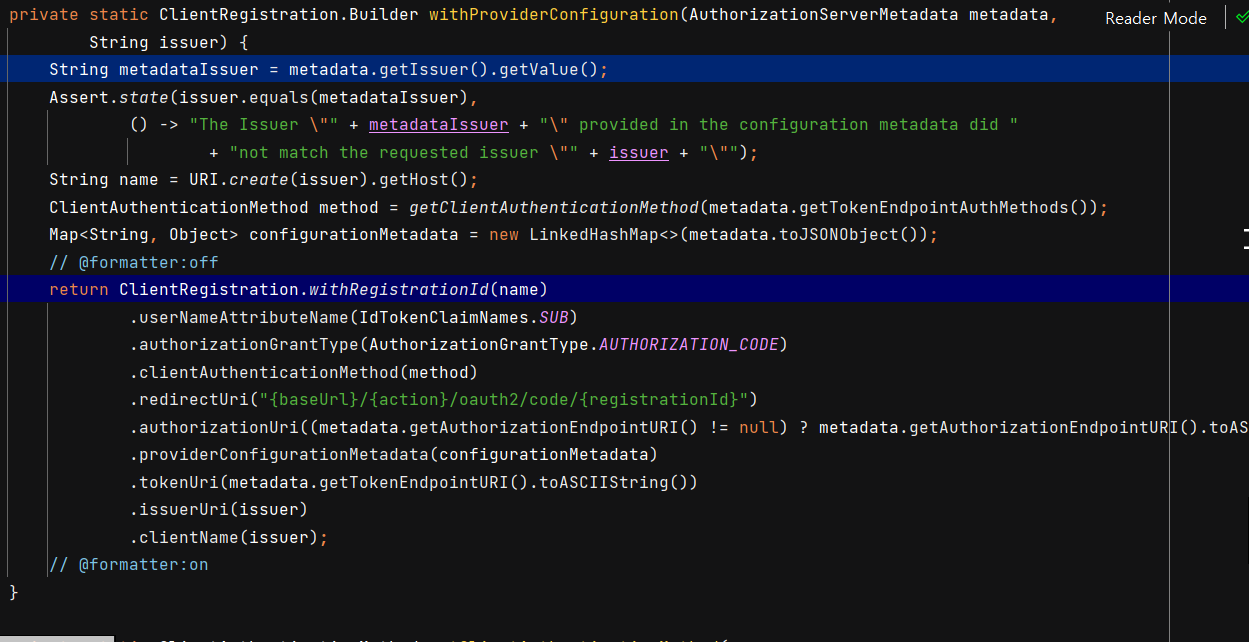 private static ClientRegistration.Builder withProviderConfiguration(AuthorizationServerMetadata metadata,
Reader Mode
String issuer) {
String metadataIssuer = metadata.getIssuer().getValue();
Assert.state(issuer.equals(metadataIssuer),
() -> "The Issuer \"" + metadataIssuer + "\" provided in the configuration metadata did "
+ "not match the requested issuer \"" + issuer + "\"");
String name = URI.create(issuer).getHost();
ClientAuthenticationMethod method = getClientAuthenticationMethod(metadata.getTokenEndpointAuthMethods());
Map<String, Object> configurationMetadata = new LinkedHashMap<>(metadata.toJSONObject());
// @formatter:off
return ClientRegistration.withRegistrationId(name)
.userNameAttributeName(IdTokenClaimNames.SUB)
.authorizationGrantType(AuthorizationGrantType.AUTHORIZATION_CODE)
.clientAuthenticationMethod(method)
.redirectUri("{baseUrl}/{action}/oauth2/code/{registrationId}")
.authorizationUri((metadata.getAuthorizationEndpointURI() != null) ? metadata.getAuthorizationEndpointURI().toAS
.providerConfigurationMetadata(configurationMetadata)
.tokenUri(metadata.getTokenEndpointURI().toASCIIString())
.issuerUri(issuer)
.clientName(issuer);
// @formatter:on
}